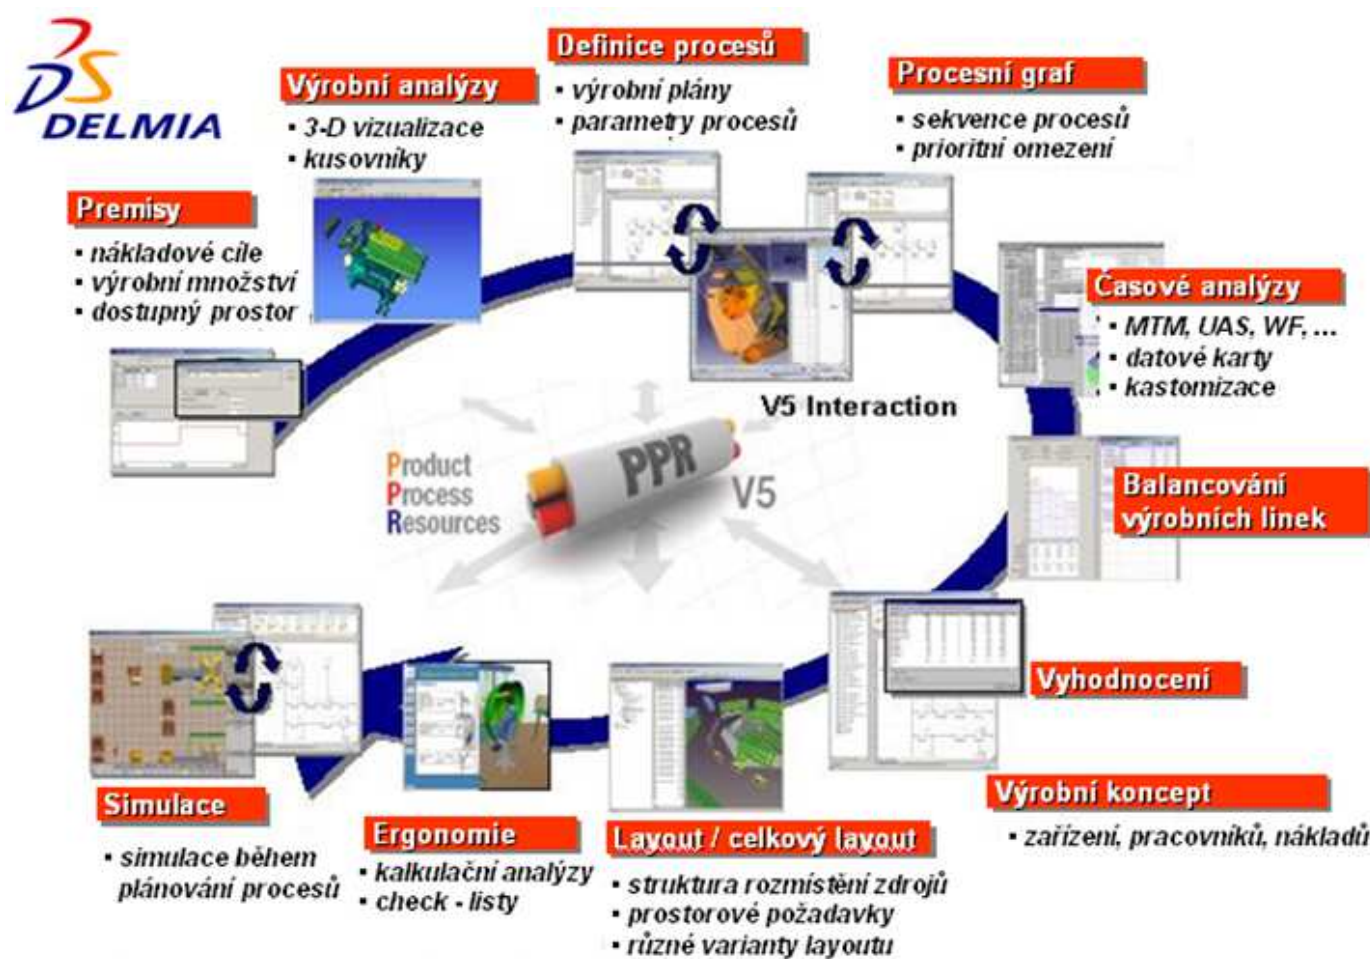 DELMIA
Premisy
▪ nákladové cíle
▪ výrobní množství
▪ dostupný prostor
Výrobní analýzy
▪ 3-D vizualizace
▪ kusovníky
Definice procesů
▪ výrobní plány
▪ parametry procesů
Procesní graf
▪ sekvence procesů
▪ prioritní omezení
Časové analýzy
▪ MTM, UAS, WF, ...
▪ datové karty
▪ kastomizace
V5 Interaction
Product
Process
Resources
PPR
V5
Balancování
výrobních linek
Vyhodnocení
Výrobní koncept
▪ zařízení, pracovníků, nákladů
Layout / celkový layout
▪ struktura rozmístění zdrojů
▪ prostorové požadavky
▪ různé varianty layoutu
Ergonomie
▪ kalkulační analýzy
▪ check - listy
Simulace
▪ simulace během
plánování procesů